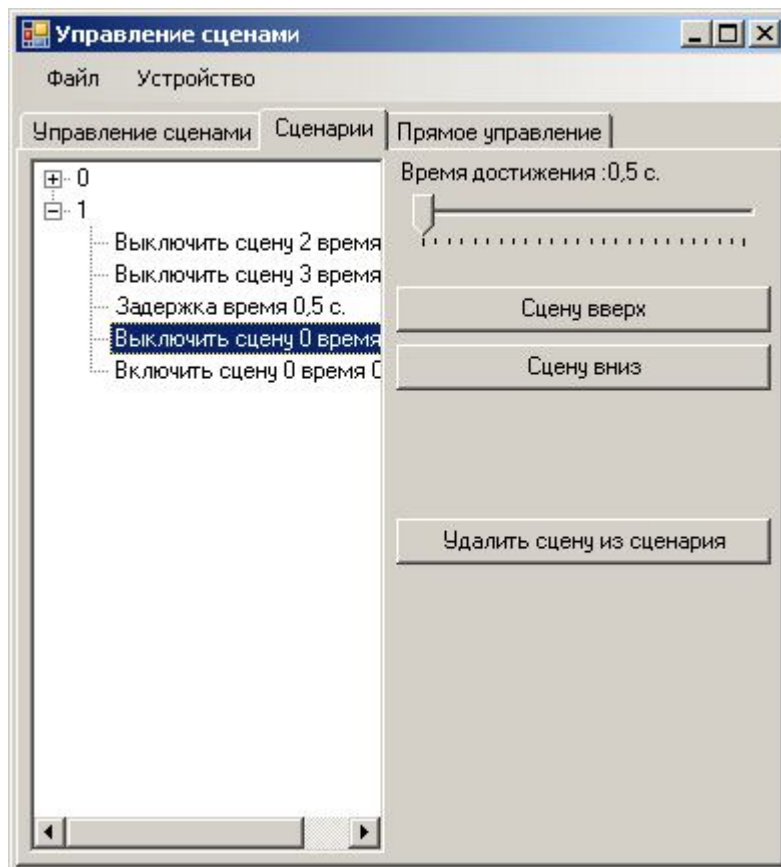 Управление сценами
Файл Устройство
Управление сценами Сценарии Прямое управление
0
1
Выключить сцену 2 время
Выключить сцену 3 время
Задержка время 0,5 с.
Выключить сцену 0 время
Включить сцену 0 время
Время достижения :0,5 с.
Сцену вверх
Сцену вниз
Удалить сцену из сценария